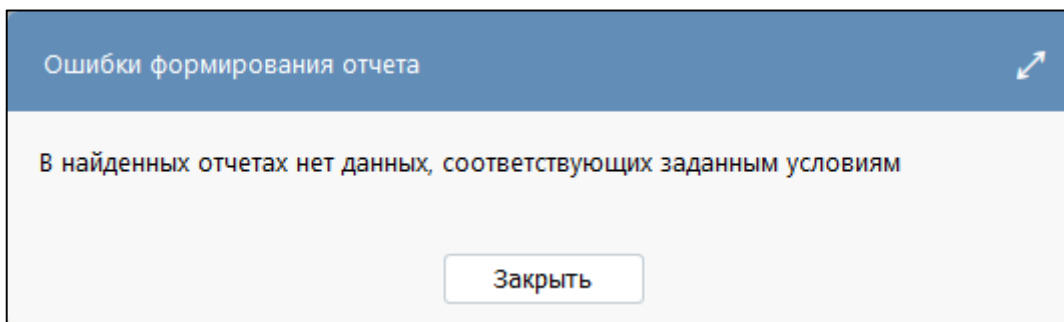 Ошибки формирования отчета
В найденных отчетах нет данных, соответствующих заданным условиям
Закрыть